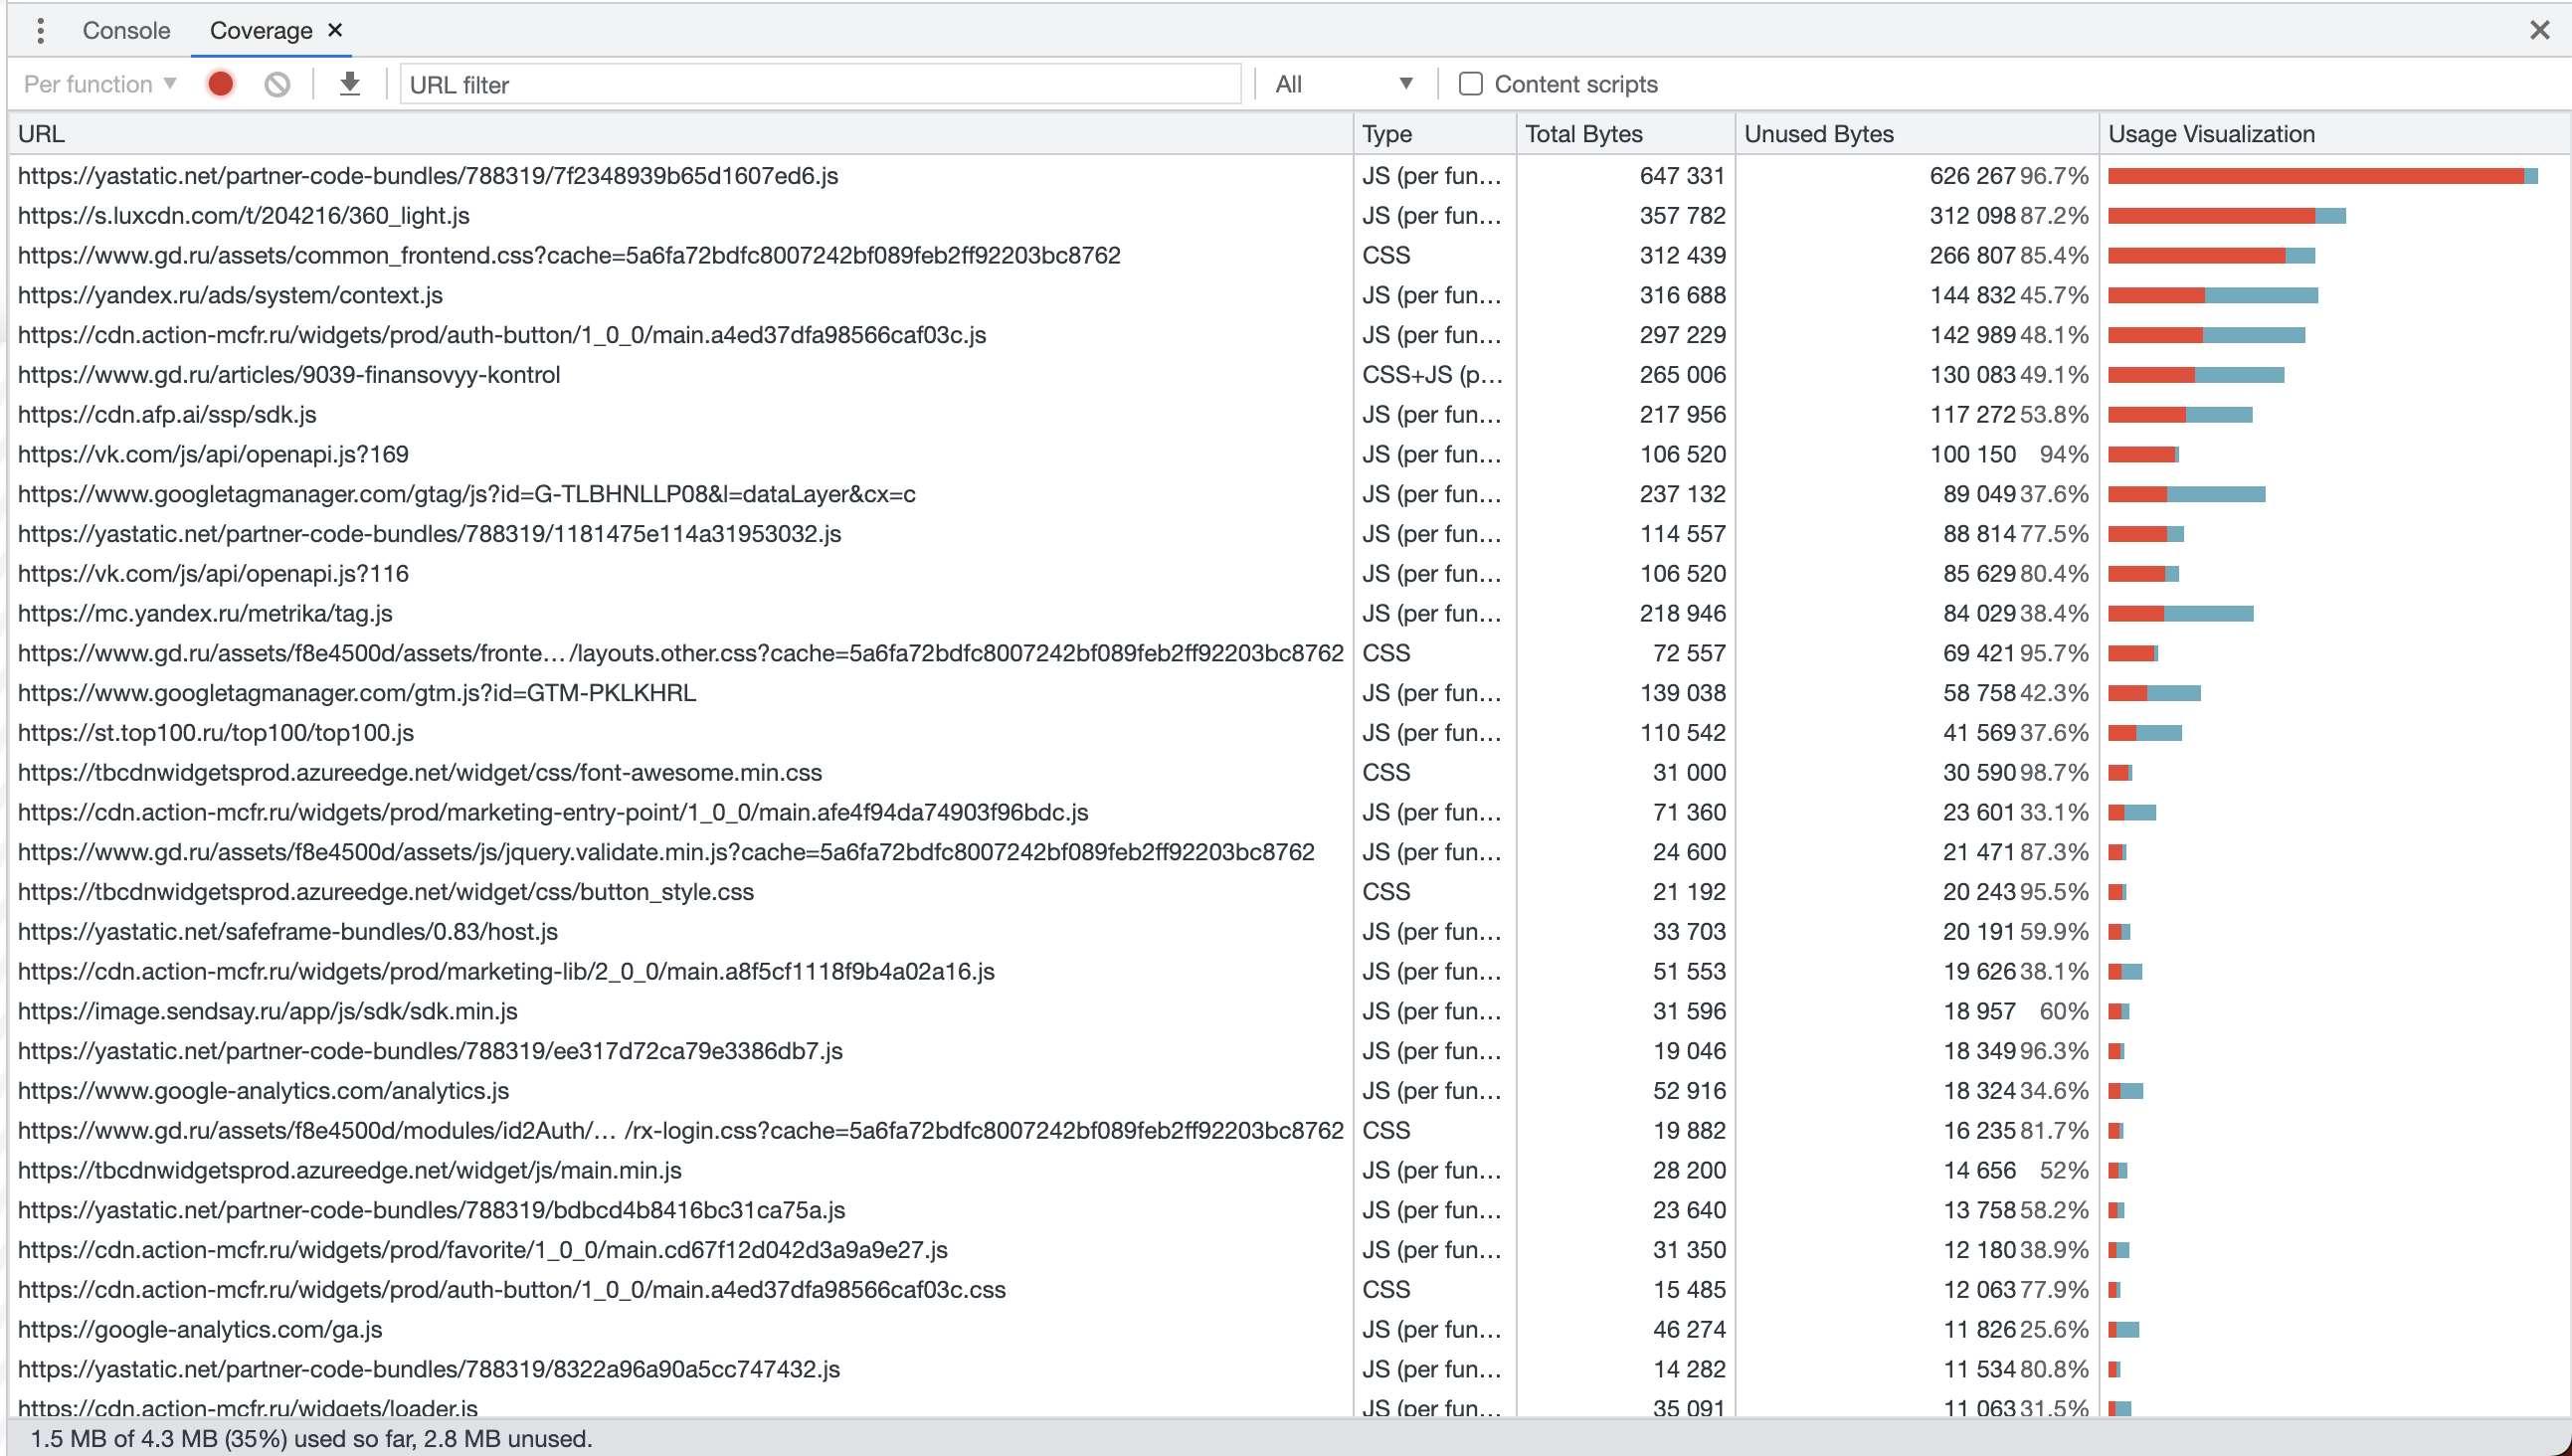 Console Coverage ×
Per function ▼ URL filter All ▼ Content scripts
URL Type Total Bytes Unused Bytes Usage Visualization
https://yastatic.net/partner-code-bundles/788319/7f2348939b65d1607ed6.js JS (per fun… 647 331 626 267 96.7%
https://s.luxcdn.com/t/204216/360_light.js JS (per fun… 357 782 312 098 87.2%
https://www.gd.ru/assets/common_frontend.css?cache=5a6fa72bdfc8007242bf089feb2ff92203bc8762 CSS 312 439 266 807 85.4%
https://yandex.ru/ads/system/context.js JS (per fun… 316 688 144 832 45.7%
https://cdn.action-mcfr.ru/widgets/prod/auth-button/1_0_0/main.a4ed37dfa98566caf03c.js JS (per fun… 297 229 142 989 48.1%
https://www.gd.ru/articles/9039-finansovyy-kontrol CSS+JS (p… 265 006 130 083 49.1%
https://cdn.afp.ai/ssp/sdk.js JS (per fun… 217 956 117 272 53.8%
https://vk.com/js/api/openapi.js?169 JS (per fun… 106 520 100 150 94%
https://www.googletagmanager.com/gtag/js?id=G-TLBHNLLP08&l=dataLayer&cx=c JS (per fun… 237 132 89 049 37.6%
https://yastatic.net/partner-code-bundles/788319/1181475e114a31953032.js JS (per fun… 114 557 88 814 77.5%
https://vk.com/js/api/openapi.js?116 JS (per fun… 106 520 85 629 80.4%
https://mc.yandex.ru/metrika/tag.js JS (per fun… 218 946 84 029 38.4%
https://www.gd.ru/assets/f8e4500d/assets/fronte… /layouts.other.css?cache=5a6fa72bdfc8007242bf089feb2ff92203bc8762 CSS 72 557 69 421 95.7%
https://www.googletagmanager.com/gtm.js?id=GTM-PKLKHRL JS (per fun… 139 038 58 758 42.3%
https://st.top100.ru/top100/top100.js JS (per fun… 110 542 41 569 37.6%
https://tbcdnwidgetsprod.azureedge.net/widget/css/font-awesome.min.css CSS 31 000 30 590 98.7%
https://cdn.action-mcfr.ru/widgets/prod/marketing-entry-point/1_0_0/main.afe4f94da74903f96bdc.js JS (per fun… 71 360 23 601 33.1%
https://www.gd.ru/assets/f8e4500d/assets/js/jquery.validate.min.js?cache=5a6fa72bdfc8007242bf089feb2ff92203bc8762 JS (per fun… 24 600 21 471 87.3%
https://tbcdnwidgetsprod.azureedge.net/widget/css/button_style.css CSS 21 192 20 243 95.5%
https://yastatic.net/safeframe-bundles/0.83/host.js JS (per fun… 33 703 20 191 59.9%
https://cdn.action-mcfr.ru/widgets/prod/marketing-lib/2_0_0/main.a8f5cf1118f9b4a02a16.js JS (per fun… 51 553 19 626 38.1%
https://image.sendsay.ru/app/js/sdk/sdk.min.js JS (per fun… 31 596 18 957 60%
https://yastatic.net/partner-code-bundles/788319/ee317d72ca79e3386db7.js JS (per fun… 19 046 18 349 96.3%
https://www.google-analytics.com/analytics.js JS (per fun… 52 916 18 324 34.6%
https://www.gd.ru/assets/f8e4500d/modules/id2Auth/… /rx-login.css?cache=5a6fa72bdfc8007242bf089feb2ff92203bc8762 CSS 19 882 16 235 81.7%
https://tbcdnwidgetsprod.azureedge.net/widget/js/main.min.js JS (per fun… 28 200 14 656 52%
https://yastatic.net/partner-code-bundles/788319/bdbcd4b8416bc31ca75a.js JS (per fun… 23 640 13 758 58.2%
https://cdn.action-mcfr.ru/widgets/prod/favorite/1_0_0/main.cd67f12d042d3a9a9e27.js JS (per fun… 31 350 12 180 38.9%
https://cdn.action-mcfr.ru/widgets/prod/auth-button/1_0_0/main.a4ed37dfa98566caf03c.css CSS 15 485 12 063 77.9%
https://google-analytics.com/ga.js JS (per fun… 46 274 11 826 25.6%
https://yastatic.net/partner-code-bundles/788319/8322a96a90a5cc747432.js JS (per fun… 14 282 11 534 80.8%
https://cdn.action-mcfr.ru/widgets/loader.js JS (per fun… 35 091 11 063 31.5%
1.5 MB of 4.3 MB (35%) used so far, 2.8 MB unused.